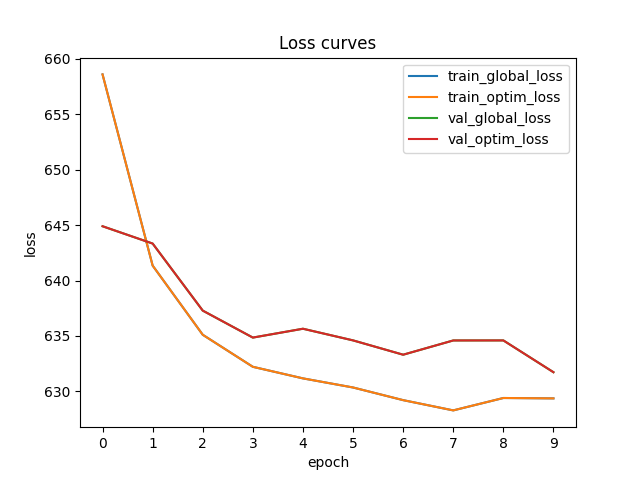 Loss curves
660
655
650
645
640
635
630
loss
train_global_loss
train_optim_loss
val_global_loss
val_optim_loss
0 1 2 3 4 5 6 7 8 9
epoch